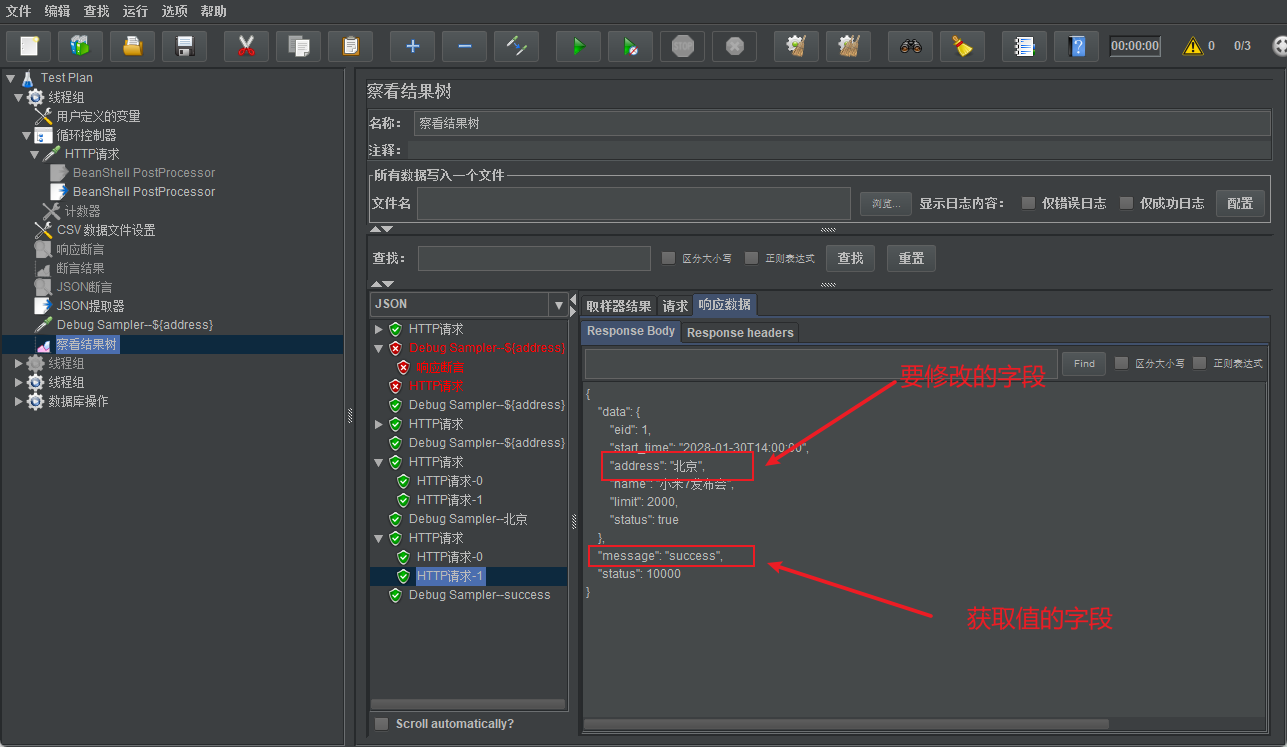 文件 编辑 查找 运行 选项 帮助
STOP
00:00:00 0 0/3
Test Plan
线程组
用户定义的变量
循环控制器
HTTP请求
BeanShell PostProcessor
BeanShell PostProcessor
计数器
CSV 数据文件设置
响应断言
断言结果
JSON断言
JSON提取器
Debug Sampler--${address}
察看结果树
线程组
线程组
数据库操作
察看结果树
名称: 察看结果树
注释:
所有数据写入一个文件
文件名 浏览... 显示日志内容: 仅错误日志 仅成功日志 配置
查找: 区分大小写 正则表达式 查找 重置
JSON
HTTP请求
Debug Sampler--${address}
响应断言
HTTP请求
Debug Sampler--${address}
HTTP请求
Debug Sampler--${address}
HTTP请求
HTTP请求-0
HTTP请求-1
Debug Sampler--北京
HTTP请求
HTTP请求-0
HTTP请求-1
Debug Sampler--success
Scroll automatically?
取样器结果 请求 响应数据
Response Body Response headers
Find 区分大小写 正则表达式
要修改的字段
{
"data": {
"eid": 1,
"start_time": "2028-01-30T14:00:00",
"address": "北京",
"name": "小米7发布会",
"limit": 2000,
"status": true
},
"message": "success",
"status": 10000
}
获取值的字段